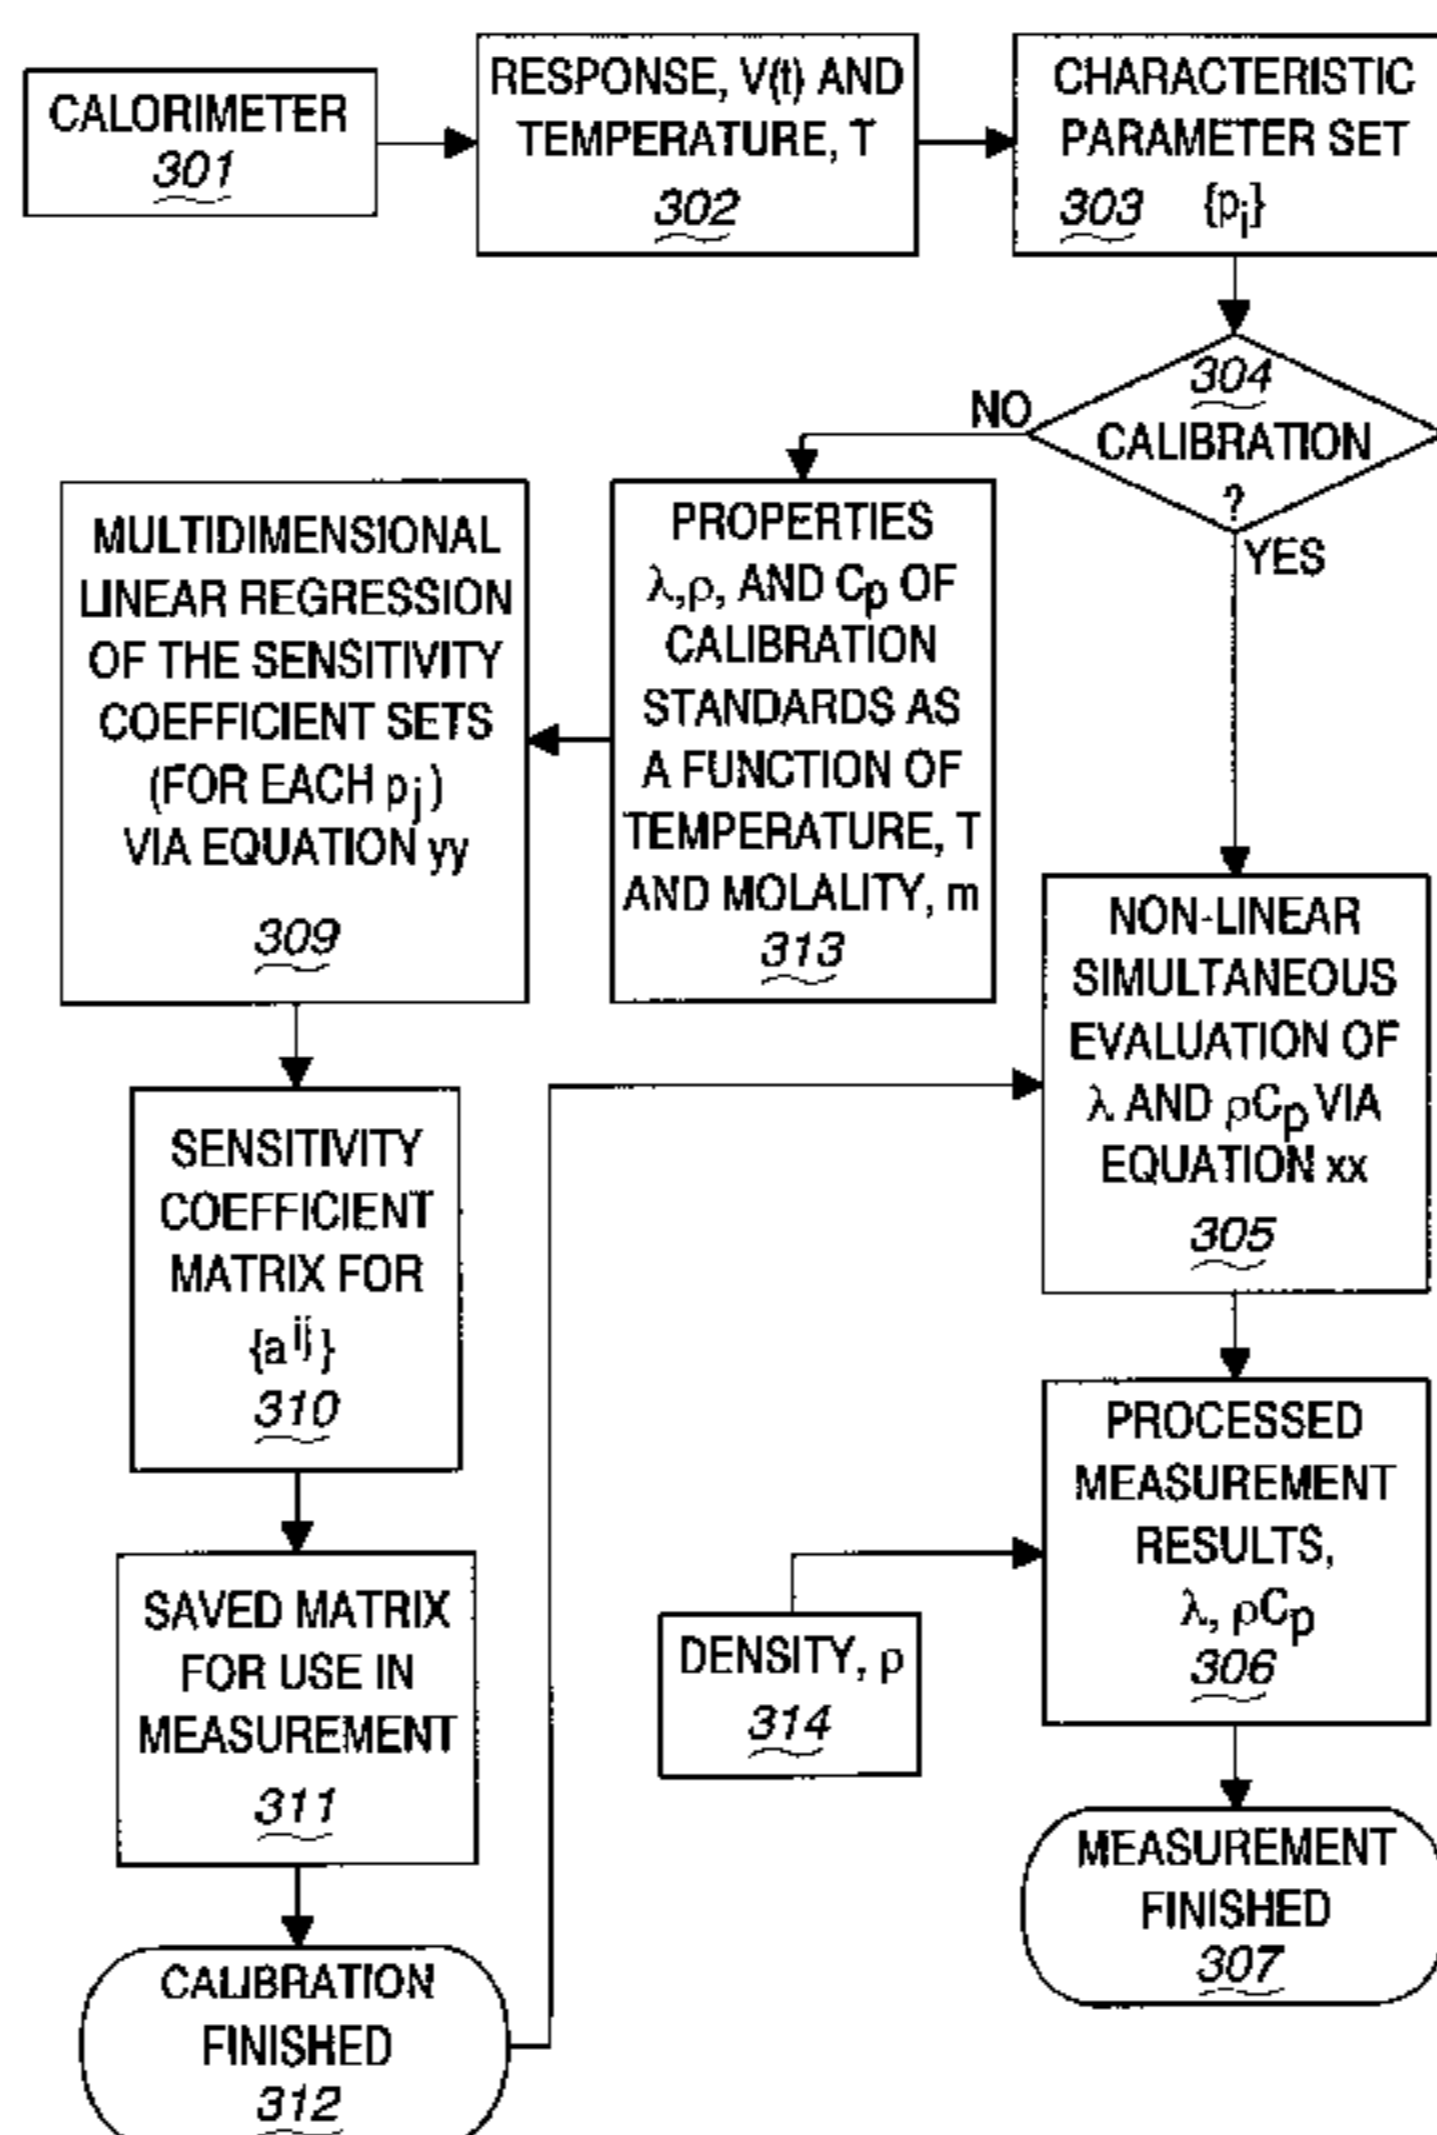 CALORIMETER
301
RESPONSE, V(t) AND
TEMPERATURE, T
302
CHARACTERISTIC
PARAMETER SET
303 {pi}
304
CALIBRATION
?
NO
YES
MULTIDIMENSIONAL
LINEAR REGRESSION
OF THE SENSITIVITY
COEFFICIENT SETS
(FOR EACH pj)
VIA EQUATION yy
309
PROPERTIES
λ,ρ, AND Cp OF
CALIBRATION
STANDARDS AS
A FUNCTION OF
TEMPERATURE, T
AND MOLALITY, m
313
NON-LINEAR
SIMULTANEOUS
EVALUATION OF
λ AND ρCp VIA
EQUATION xx
305
SENSITIVITY
COEFFICIENT
MATRIX FOR
{a ij}
310
PROCESSED
MEASUREMENT
RESULTS,
λ, ρCp
306
SAVED MATRIX
FOR USE IN
MEASUREMENT
311
DENSITY, ρ
314
MEASUREMENT
FINISHED
307
CALIBRATION
FINISHED
312